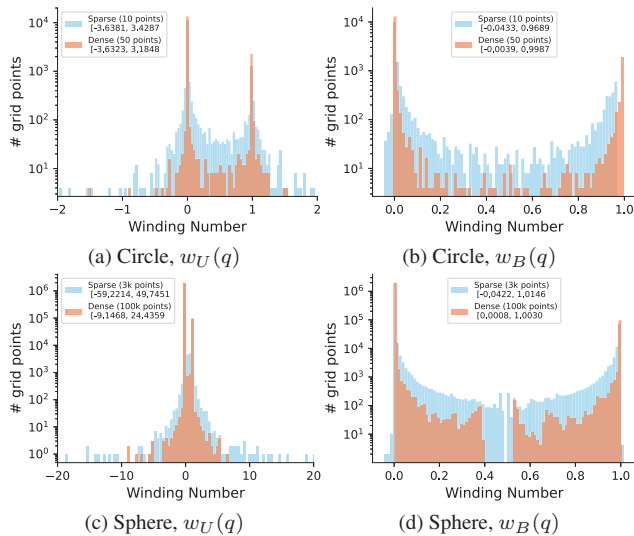 Sparse (10 points)
[-3.6381, 3.4287]
Dense (50 points)
[-3.6323, 3.1848]
# grid points
10⁴
10³
10²
10¹
−2
−1
0
1
2
Winding Number
(a) Circle, w_U(q)
Sparse (10 points)
[-0.0433, 0.9689]
Dense (50 points)
[-0.0039, 0.9987]
# grid points
10⁴
10³
10²
10¹
0.0
0.2
0.4
0.6
0.8
1.0
Winding Number
(b) Circle, w_B(q)
Sparse (3k points)
[-59,2214, 49,7451]
Dense (100k points)
[-9,1468, 24,4359]
# grid points
10⁶
10⁵
10⁴
10³
10²
10¹
10⁰
−20
−10
0
10
20
Winding Number
(c) Sphere, w_U(q)
Sparse (3k points)
[-0,0422, 1,0146]
Dense (100k points)
[0,0008, 1,0030]
# grid points
10⁶
10⁵
10⁴
10³
10²
10¹
0.0
0.2
0.4
0.6
0.8
1.0
Winding Number
(d) Sphere, w_B(q)